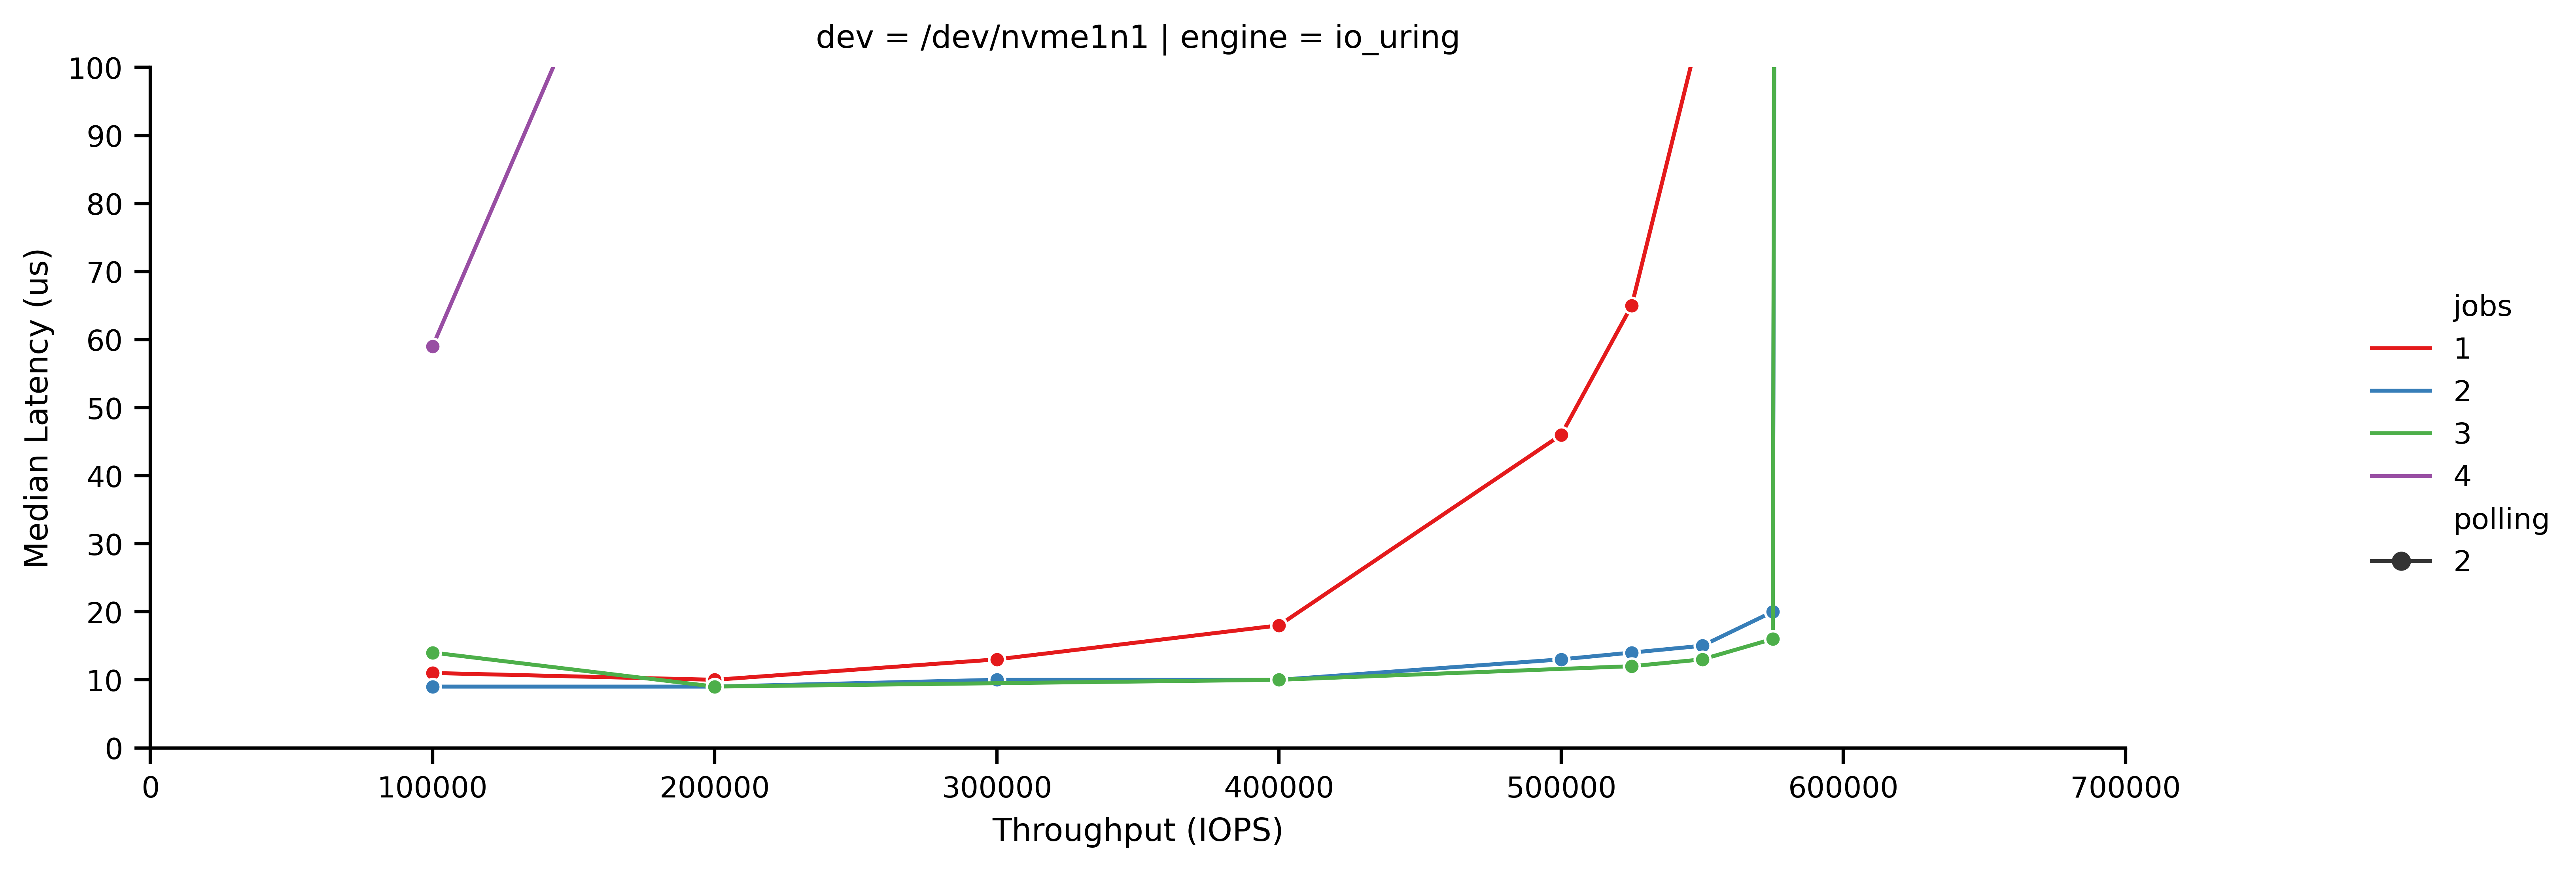 dev = /dev/nvme1n1 | engine = io_uring
100
90
80
70
60
50
40
30
20
10
0
Median Latency (us)
0 100000 200000 300000 400000 500000 600000 700000
Throughput (IOPS)
jobs
1
2
3
4
polling
2